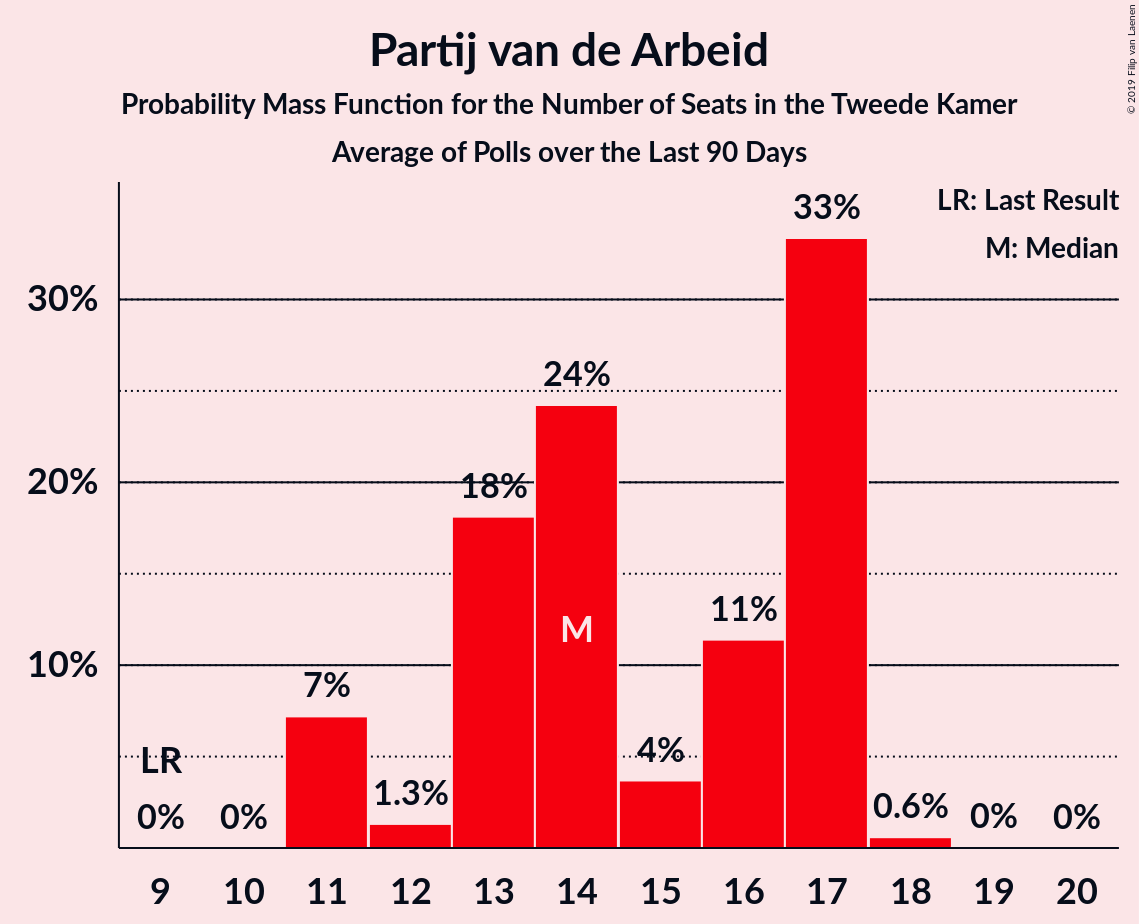 Partij van de Arbeid
Probability Mass Function for the Number of Seats in the Tweede Kamer
Average of Polls over the Last 90 Days
© 2019 Filip van Laenen
LR: Last Result
M: Median
33%
30%
24%
20%
18%
11%
M
10%
7%
LR
4%
1.3%
0.6%
0%
0%
0%
0%
9 10 11 12 13 14 15 16 17 18 19 20